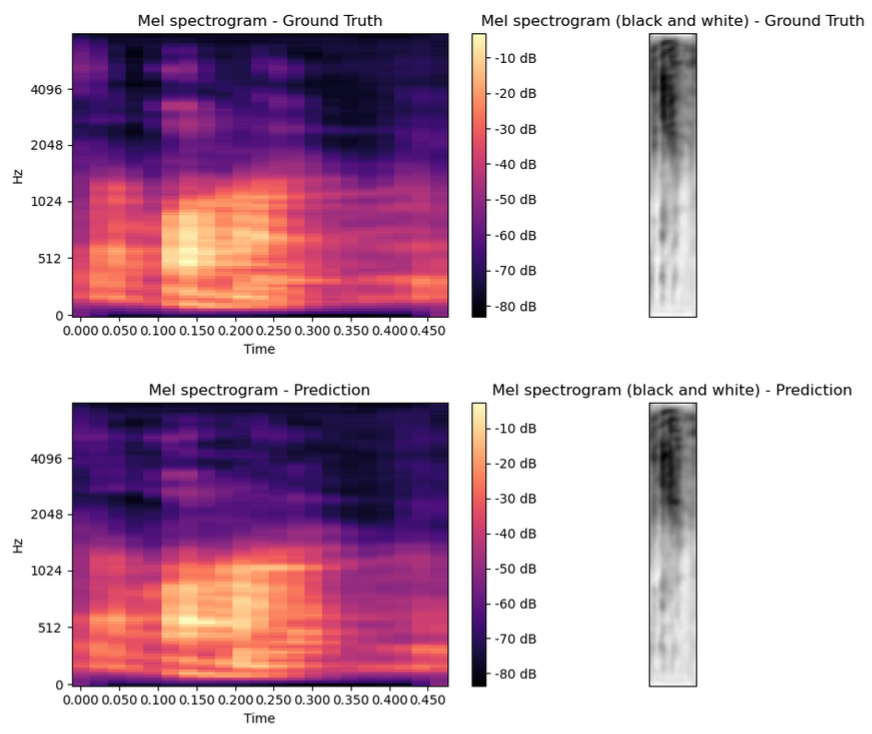 Mel spectrogram - Ground Truth
Mel spectrogram (black and white) - Ground Truth
4096
2048
1024
512
0
Hz
0.000 0.050 0.100 0.150 0.200 0.250 0.300 0.350 0.400 0.450
Time
-10 dB
-20 dB
-30 dB
-40 dB
-50 dB
-60 dB
-70 dB
-80 dB
Mel spectrogram - Prediction
Mel spectrogram (black and white) - Prediction
4096
2048
1024
512
0
Hz
0.000 0.050 0.100 0.150 0.200 0.250 0.300 0.350 0.400 0.450
Time
-10 dB
-20 dB
-30 dB
-40 dB
-50 dB
-60 dB
-70 dB
-80 dB